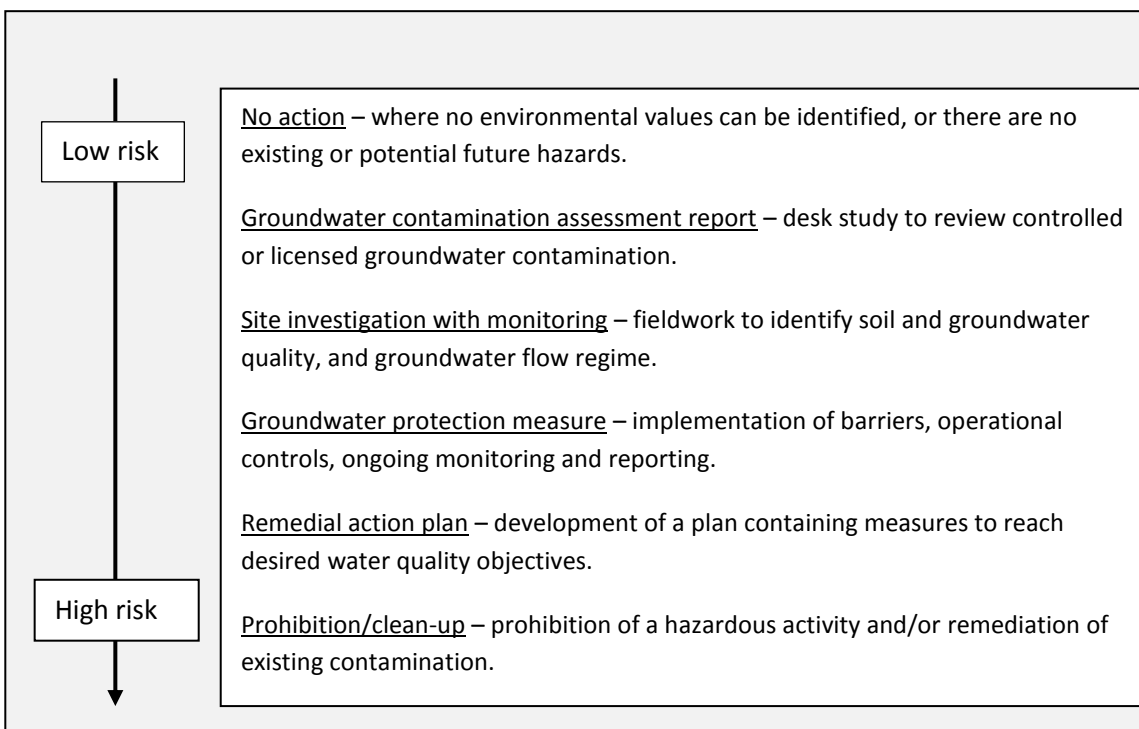 Low risk
No action – where no environmental values can be identified, or there are no
existing or potential future hazards.
Groundwater contamination assessment report – desk study to review controlled
or licensed groundwater contamination.
Site investigation with monitoring – fieldwork to identify soil and groundwater
quality, and groundwater flow regime.
Groundwater protection measure – implementation of barriers, operational
controls, ongoing monitoring and reporting.
Remedial action plan – development of a plan containing measures to reach
desired water quality objectives.
High risk
Prohibition/clean-up – prohibition of a hazardous activity and/or remediation of
existing contamination.